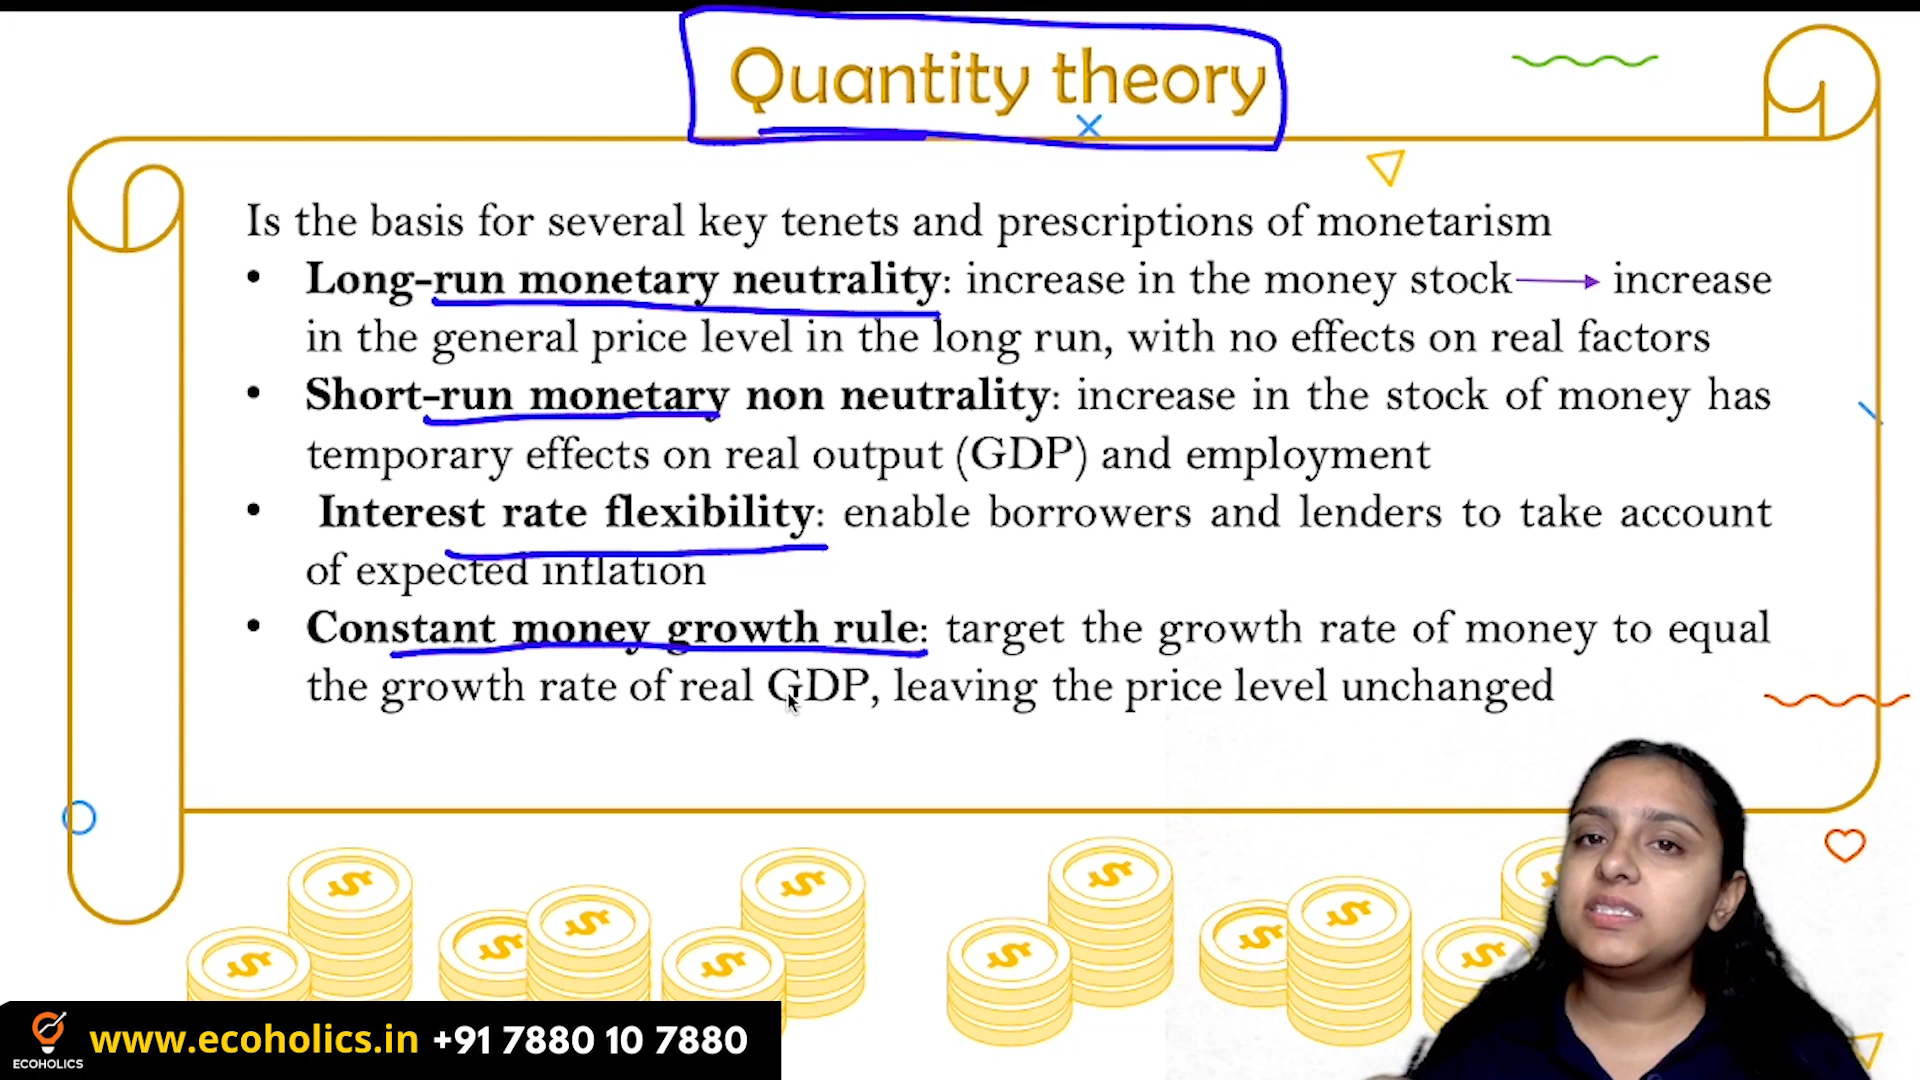 Quantity theory
Is the basis for several key tenets and prescriptions of monetarism
• Long-run monetary neutrality: increase in the money stock → increase
in the general price level in the long run, with no effects on real factors
• Short-run monetary non neutrality: increase in the stock of money has
temporary effects on real output (GDP) and employment
• Interest rate flexibility: enable borrowers and lenders to take account
of expected inflation
• Constant money growth rule: target the growth rate of money to equal
the growth rate of real GDP, leaving the price level unchanged
ECOHOLICS
www.ecoholics.in +91 7880 10 7880